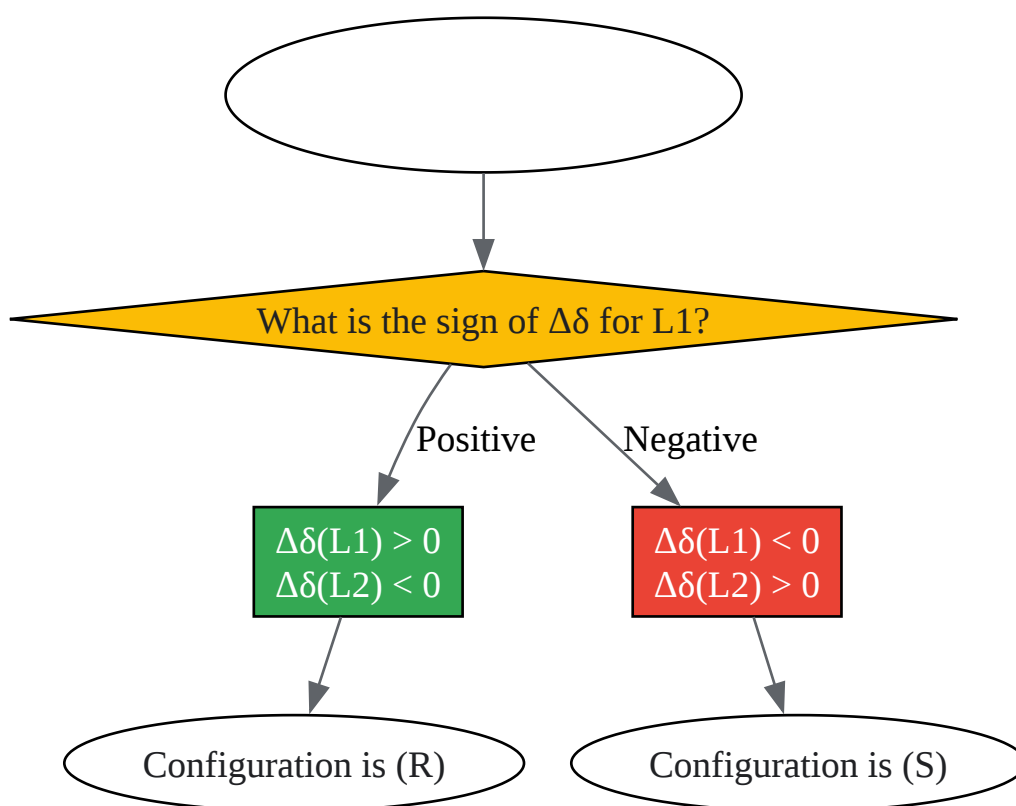 What is the sign of Δδ for L1?
Positive
Negative
Δδ(L1) > 0
Δδ(L2) < 0
Δδ(L1) < 0
Δδ(L2) > 0
Configuration is (R)
Configuration is (S)